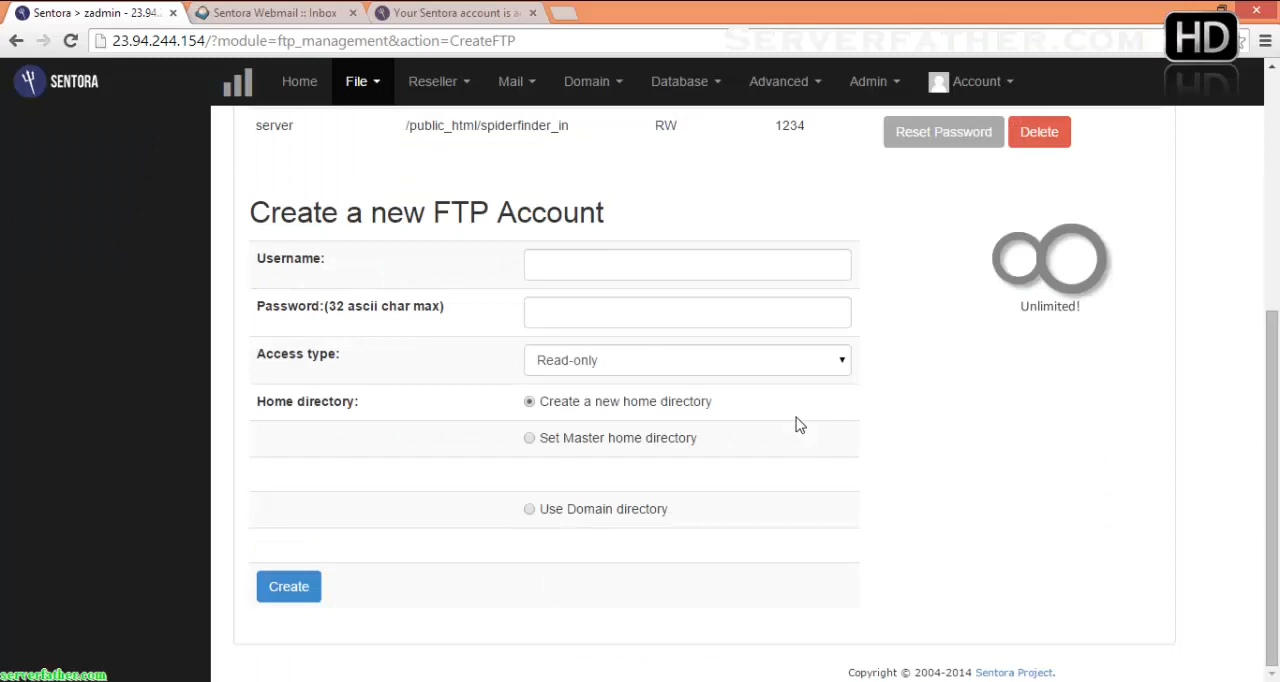 Sentora > zadmin - 23.94.
Sentora Webmail :: Inbox
Your Sentora account is a
23.94.244.154/?module=ftp_management&action=CreateFTP
SERVERFATHER.COM
HD
SENTORA
Home
File
Reseller
Mail
Domain
Database
Advanced
Admin
Account
server /public_html/spiderfinder_in RW 1234 Reset Password Delete
Create a new FTP Account
Username:
Password:(32 ascii char max)
Unlimited!
Access type: Read-only
Home directory: Create a new home directory
Set Master home directory
Use Domain directory
Create
Copyright © 2004-2014 Sentora Project.
serverfather.com